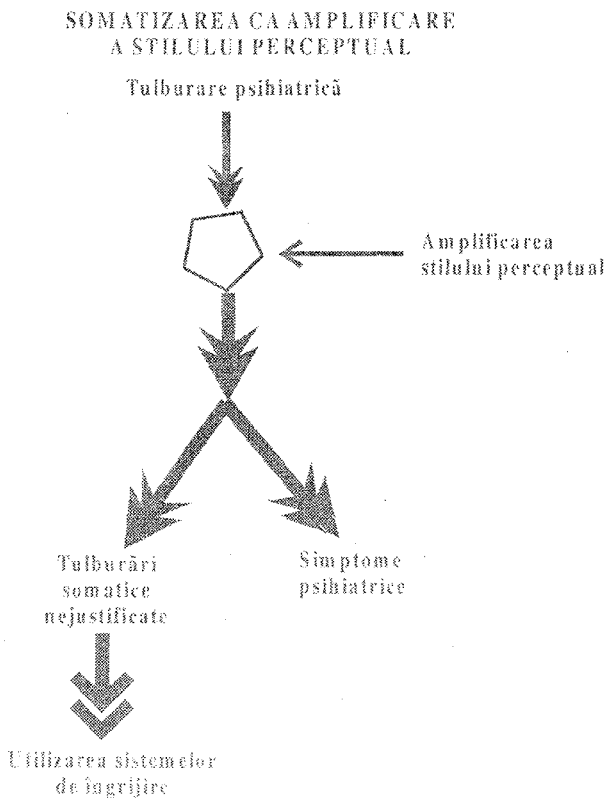 SOMATIZAREA CA AMPLIFICARE
A STILULUI PERCEPTUAL
Tulburare psihiatrică
Amplificarea
stilului perceptual
Tulburări
somatice
nejustificate
Simptome
psihiatrice
Utilizarea sistemelor
de îngrijire